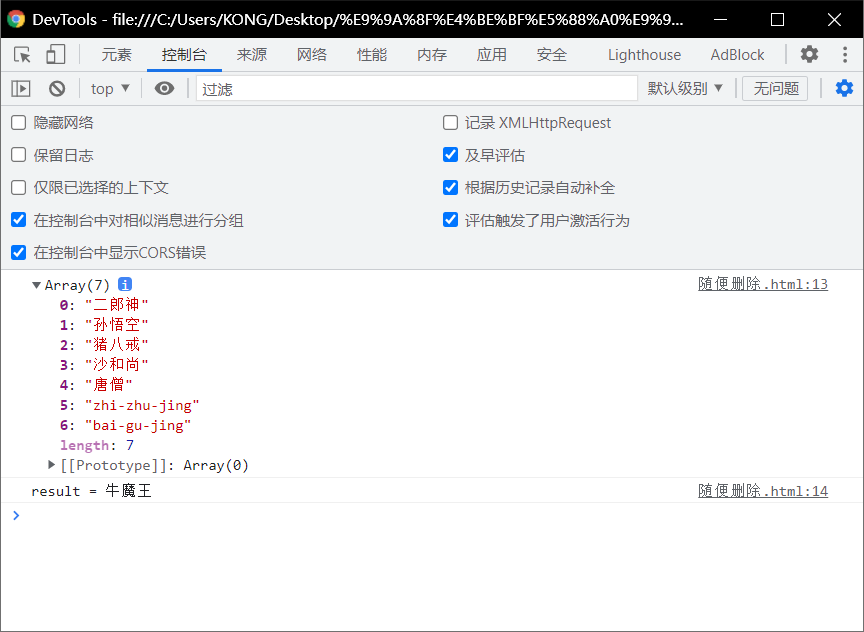 DevTools - file:///C:/Users/KONG/Desktop/%E9%9A%8F%E4%BE%BF%E5%88%A0%E9%9...
元素 控制台 来源 网络 性能 内存 应用 安全 Lighthouse AdBlock
top 过滤 默认级别 无问题
隐藏网络 记录 XMLHttpRequest
保留日志 及早评估
仅限已选择的上下文 根据历史记录自动补全
在控制台中对相似消息进行分组 评估触发了用户激活行为
在控制台中显示CORS错误
Array(7) i 随便删除.html:13
0: "二郎神"
1: "孙悟空"
2: "猪八戒"
3: "沙和尚"
4: "唐僧"
5: "zhi-zhu-jing"
6: "bai-gu-jing"
length: 7
[[Prototype]]: Array(0)
result = 牛魔王 随便删除.html:14